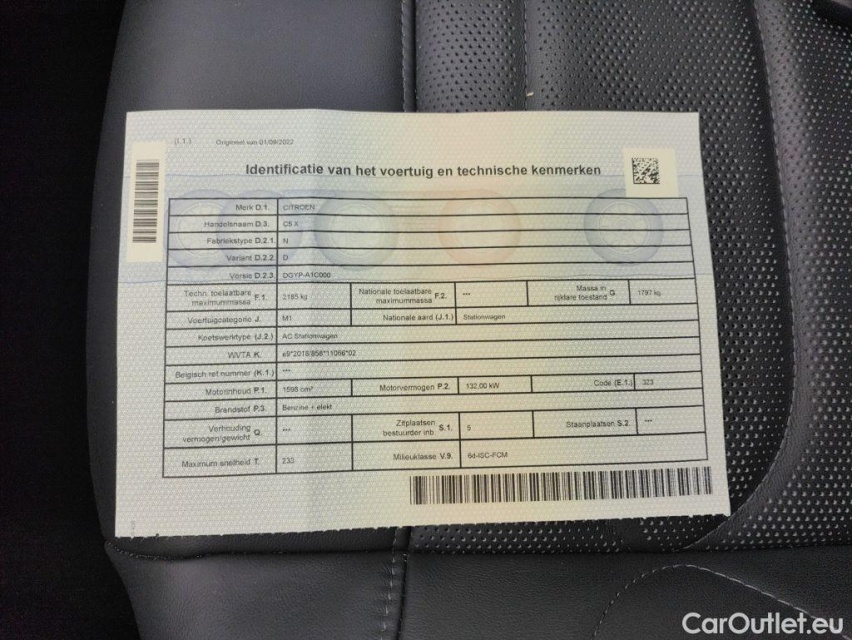 (I.1.) Origineel van 01/09/2022
Identificatie van het voertuig en technische kenmerken
Merk D.1. CITROEN
Handelsnaam D.3. C5 X
Fabriekstype D.2.1. N
Variant D.2.2. D
Versie D.2.3. DGYP-A1C000
Techn. toelaatbare maximummassa F.1. 2185 kg Nationale toelaatbare maximummassa F.2. *** Massa in rijklare toestand G. 1797 kg
Voertuigcategorie J. M1 Nationale aard (J.1.) Stationwagen
Koetswerktype (J.2.) AC Stationwagen
WVTA K. e9*2018/858*11066*02
Belgisch ref nummer (K.1.) ***
Motorinhoud P.1. 1598 cm³ Motorvermogen P.2. 132,00 kW Code (E.1.) 323
Brandstof P.3. Benzine + elekt
Verhouding vermogen/gewicht Q. *** Zitplaatsen bestuurder inb. S.1. 5 Staanplaatsen S.2. ***
Maximum snelheid T. 233 Milieuklasse V.9. 6d-ISC-FCM
CarOutlet.eu